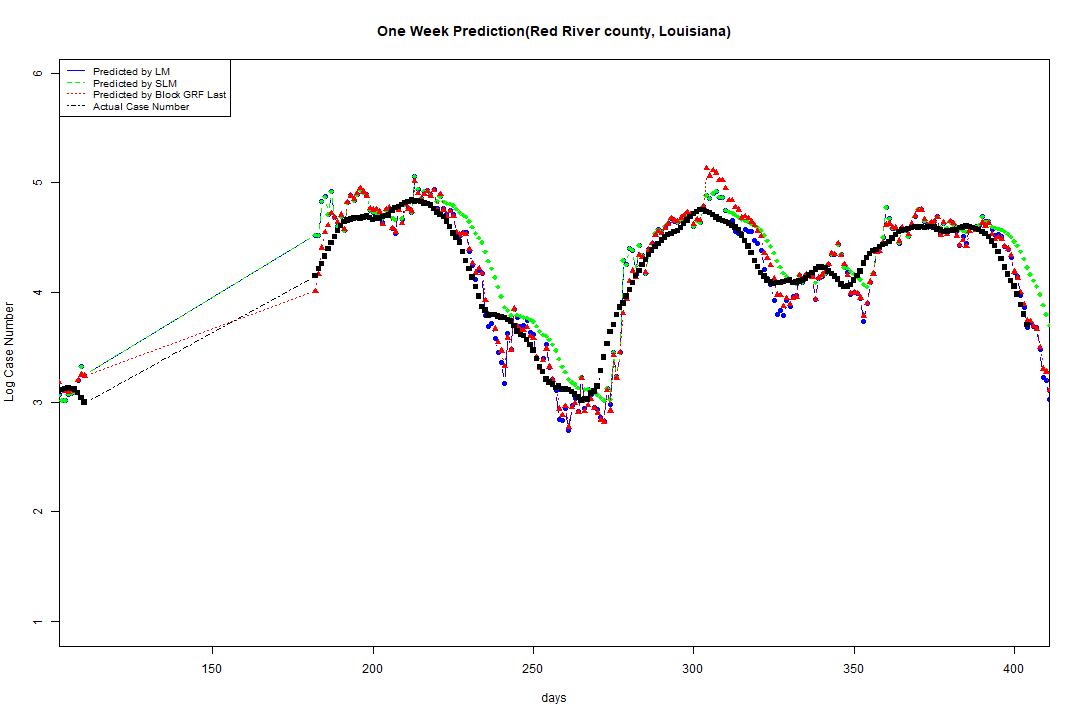 One Week Prediction(Red River county, Louisiana)
Predicted by LM
Predicted by SLM
Predicted by Block GRF Last
Actual Case Number
6
5
4
3
2
1
Log Case Number
150 200 250 300 350 400
days